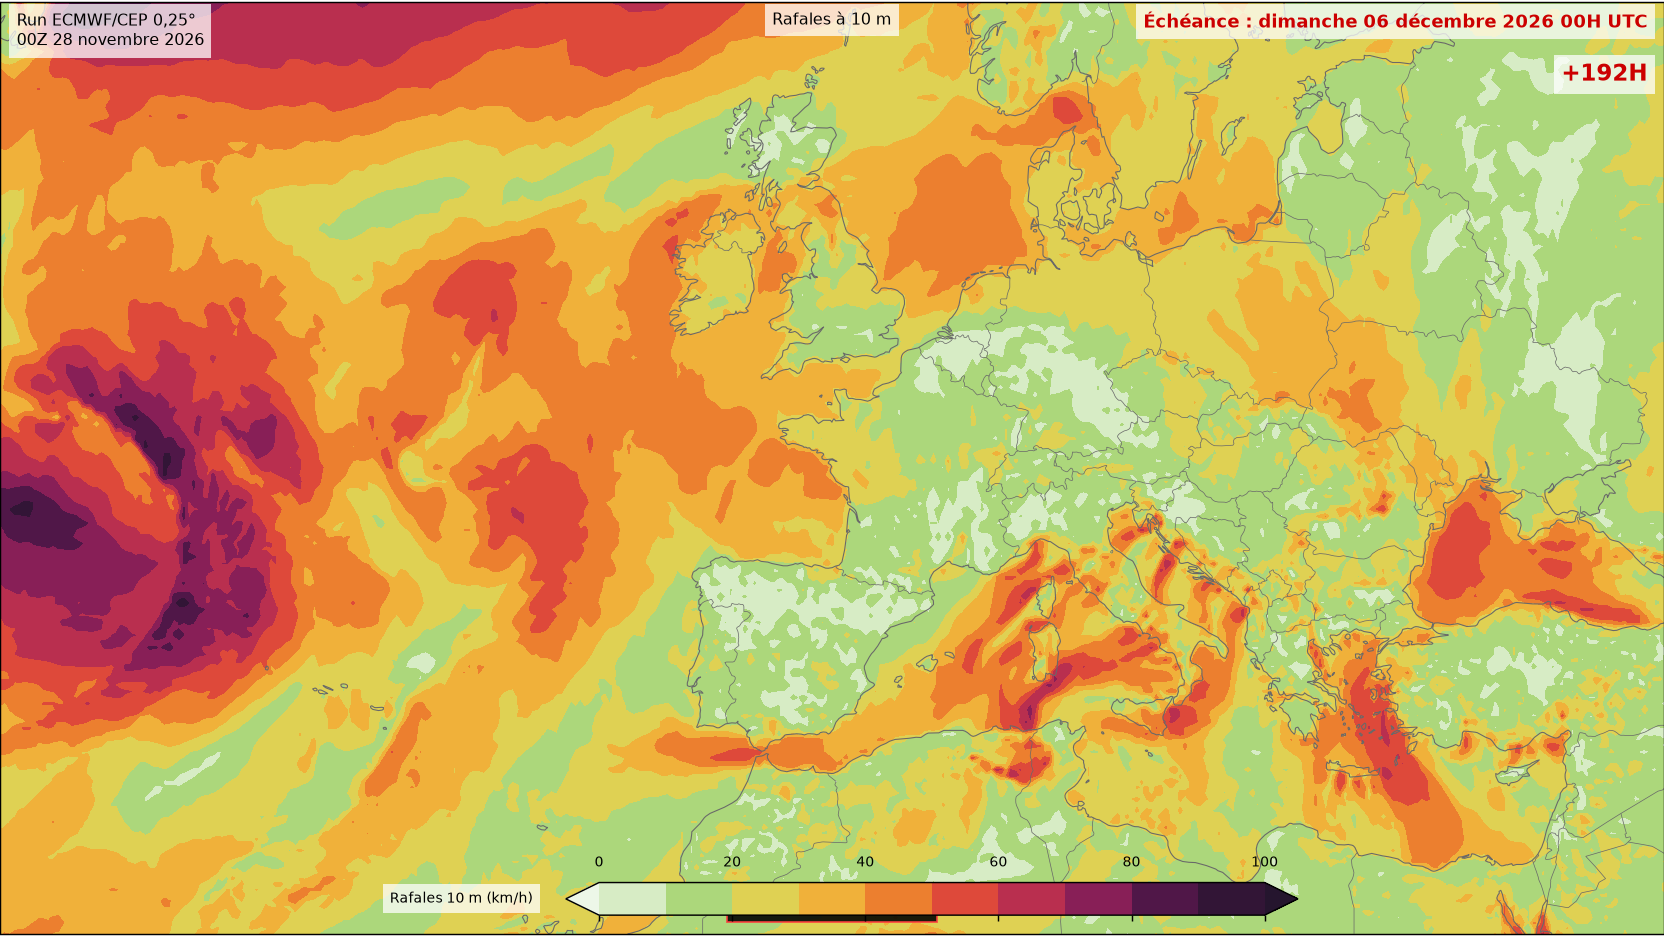 Run ECMWF/CEP 0,25°
00Z 28 novembre 2026
Rafales à 10 m
Échéance : dimanche 06 décembre 2026 00H UTC
+192H
0 20 40 60 80 100
Rafales 10 m (km/h)